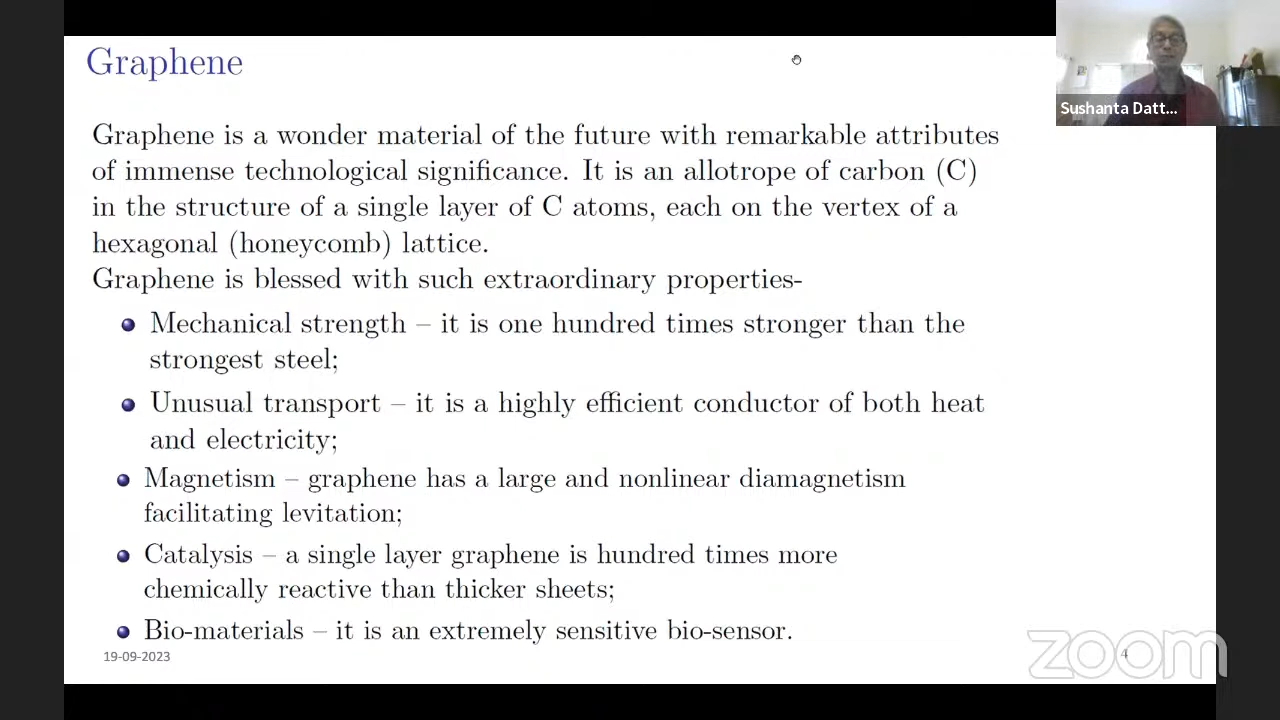 Graphene
Sushanta Datt...
Graphene is a wonder material of the future with remarkable attributes
of immense technological significance. It is an allotrope of carbon (C)
in the structure of a single layer of C atoms, each on the vertex of a
hexagonal (honeycomb) lattice.
Graphene is blessed with such extraordinary properties-
Mechanical strength – it is one hundred times stronger than the
strongest steel;
Unusual transport – it is a highly efficient conductor of both heat
and electricity;
Magnetism – graphene has a large and nonlinear diamagnetism
facilitating levitation;
Catalysis – a single layer graphene is hundred times more
chemically reactive than thicker sheets;
Bio-materials – it is an extremely sensitive bio-sensor.
19-09-2023
4
zoom